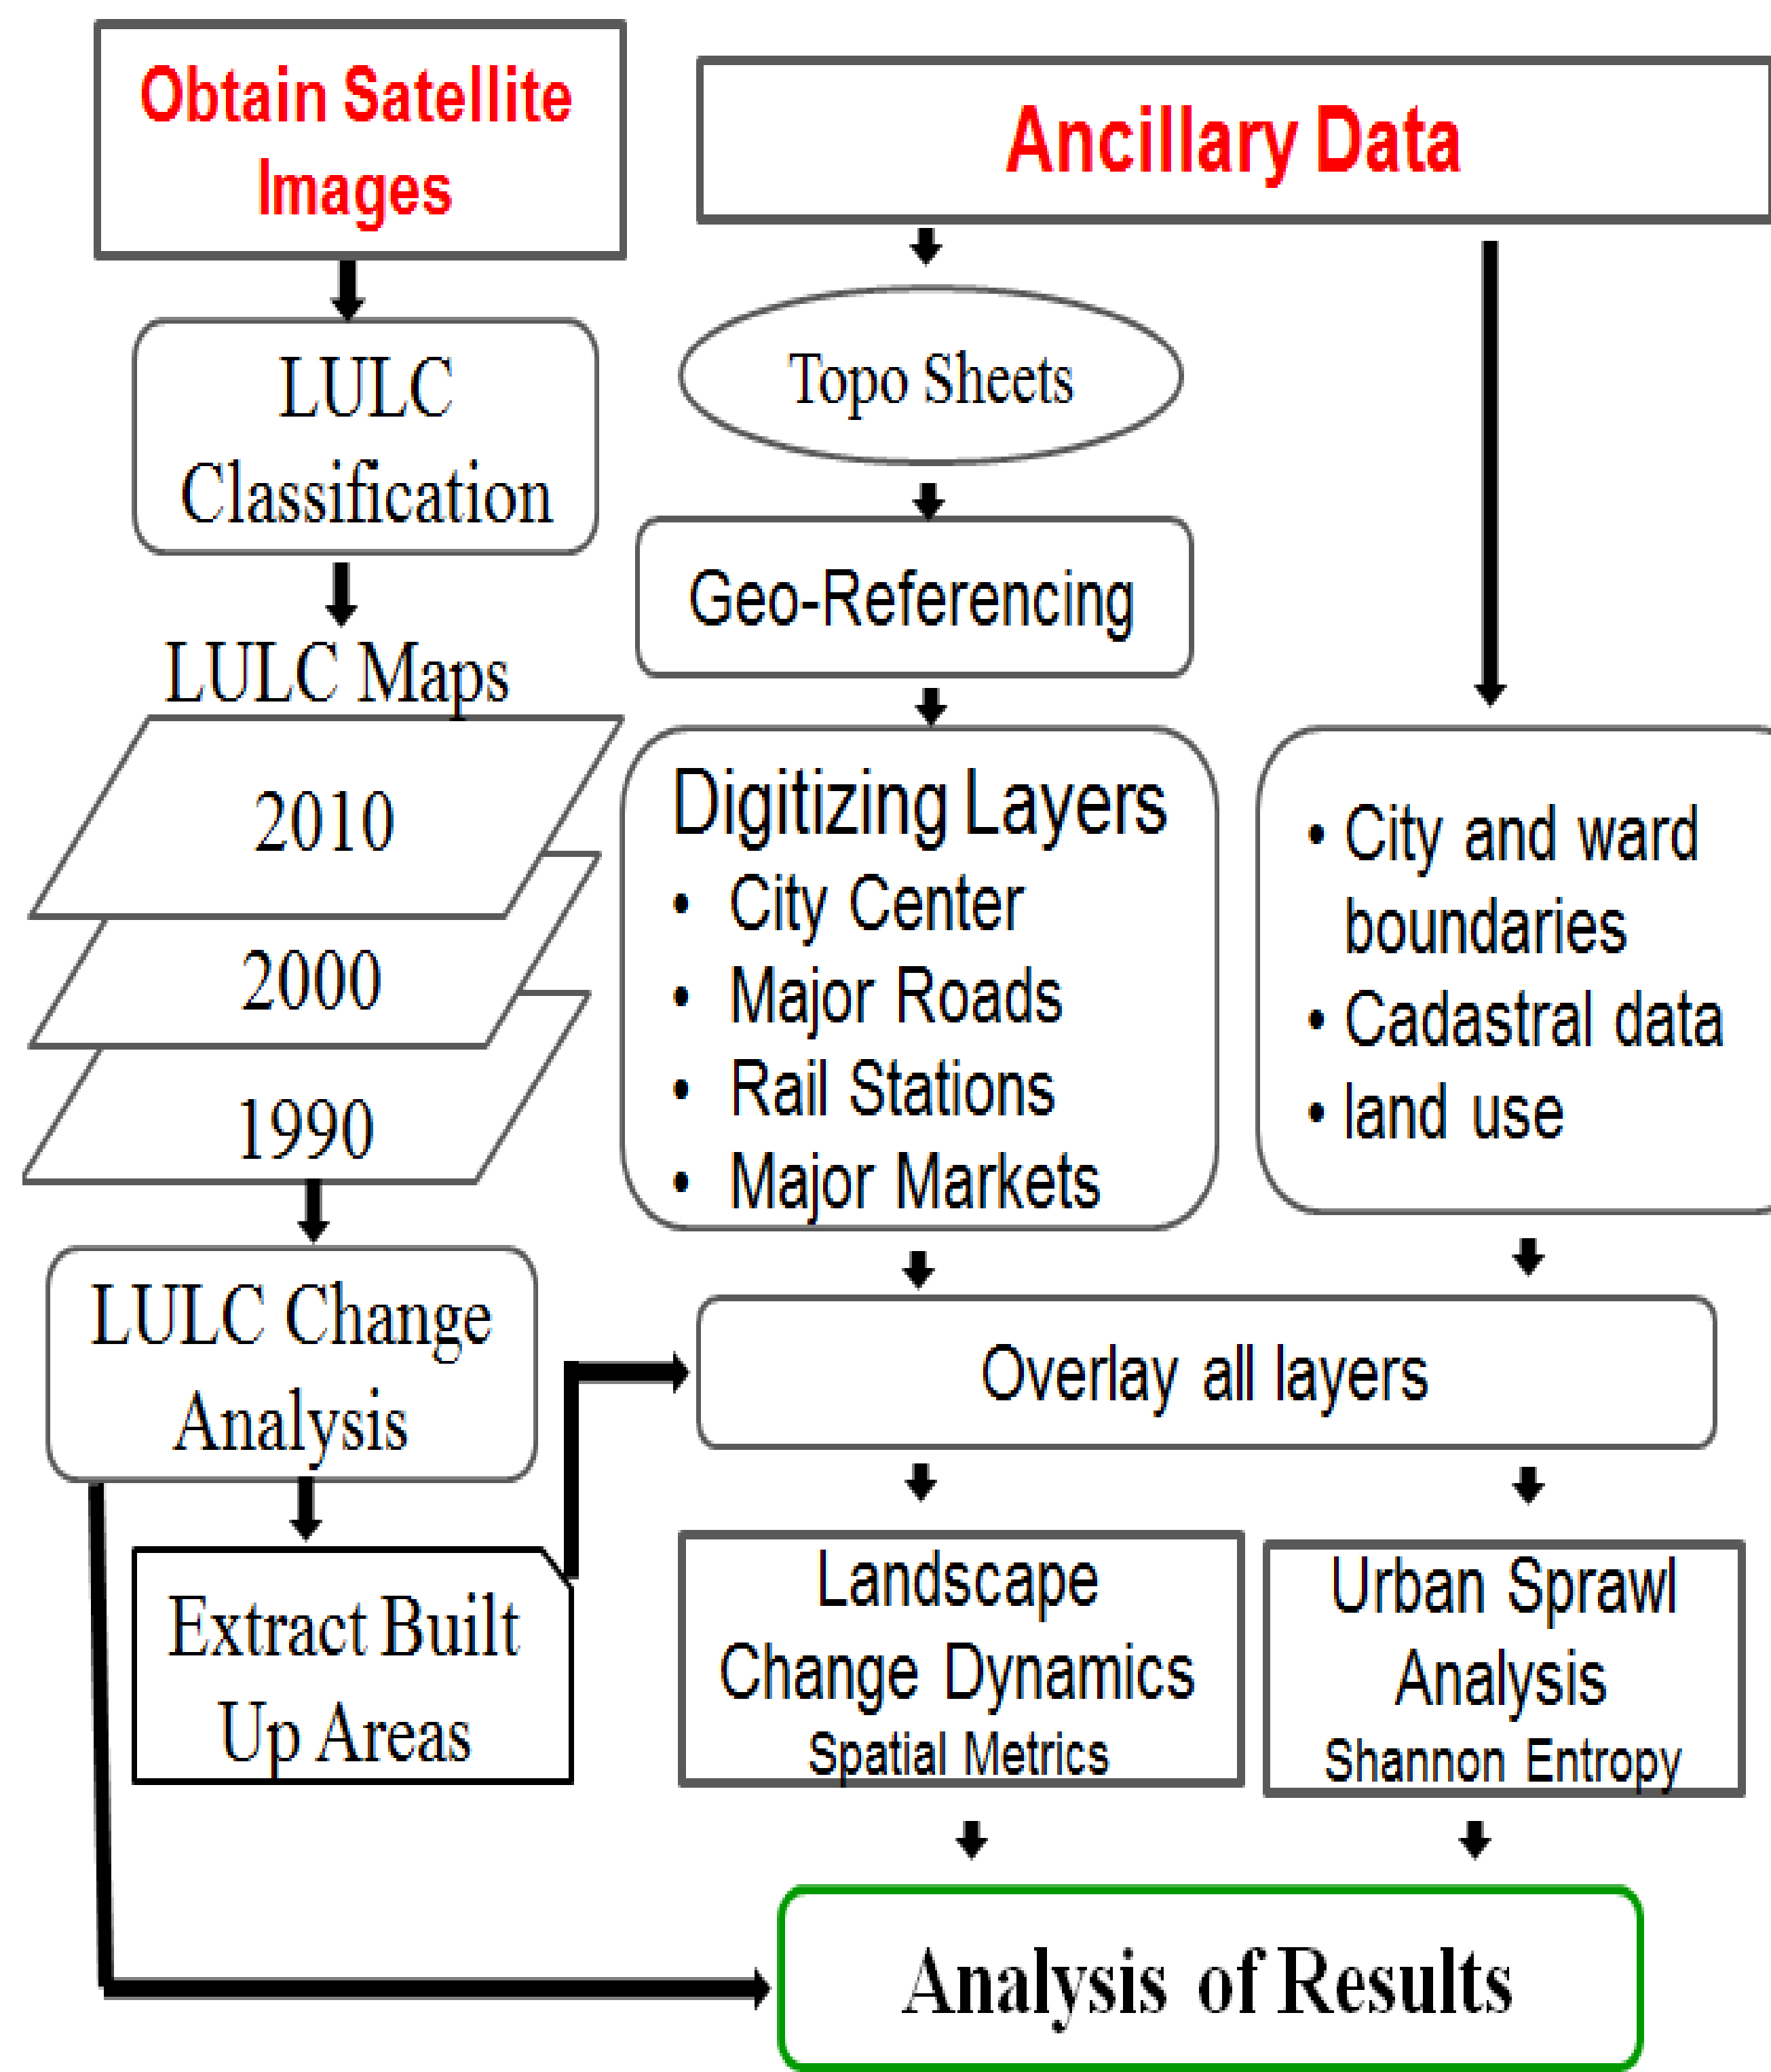 Obtain Satellite
Images
Ancillary Data
LULC
Classification
Topo Sheets
Geo-Referencing
LULC Maps
2010
2000
1990
Digitizing Layers
• City Center
• Major Roads
• Rail Stations
• Major Markets
• City and ward
boundaries
• Cadastral data
• land use
LULC Change
Analysis
Overlay all layers
Extract Built
Up Areas
Landscape
Change Dynamics
Spatial Metrics
Urban Sprawl
Analysis
Shannon Entropy
Analysis of Results